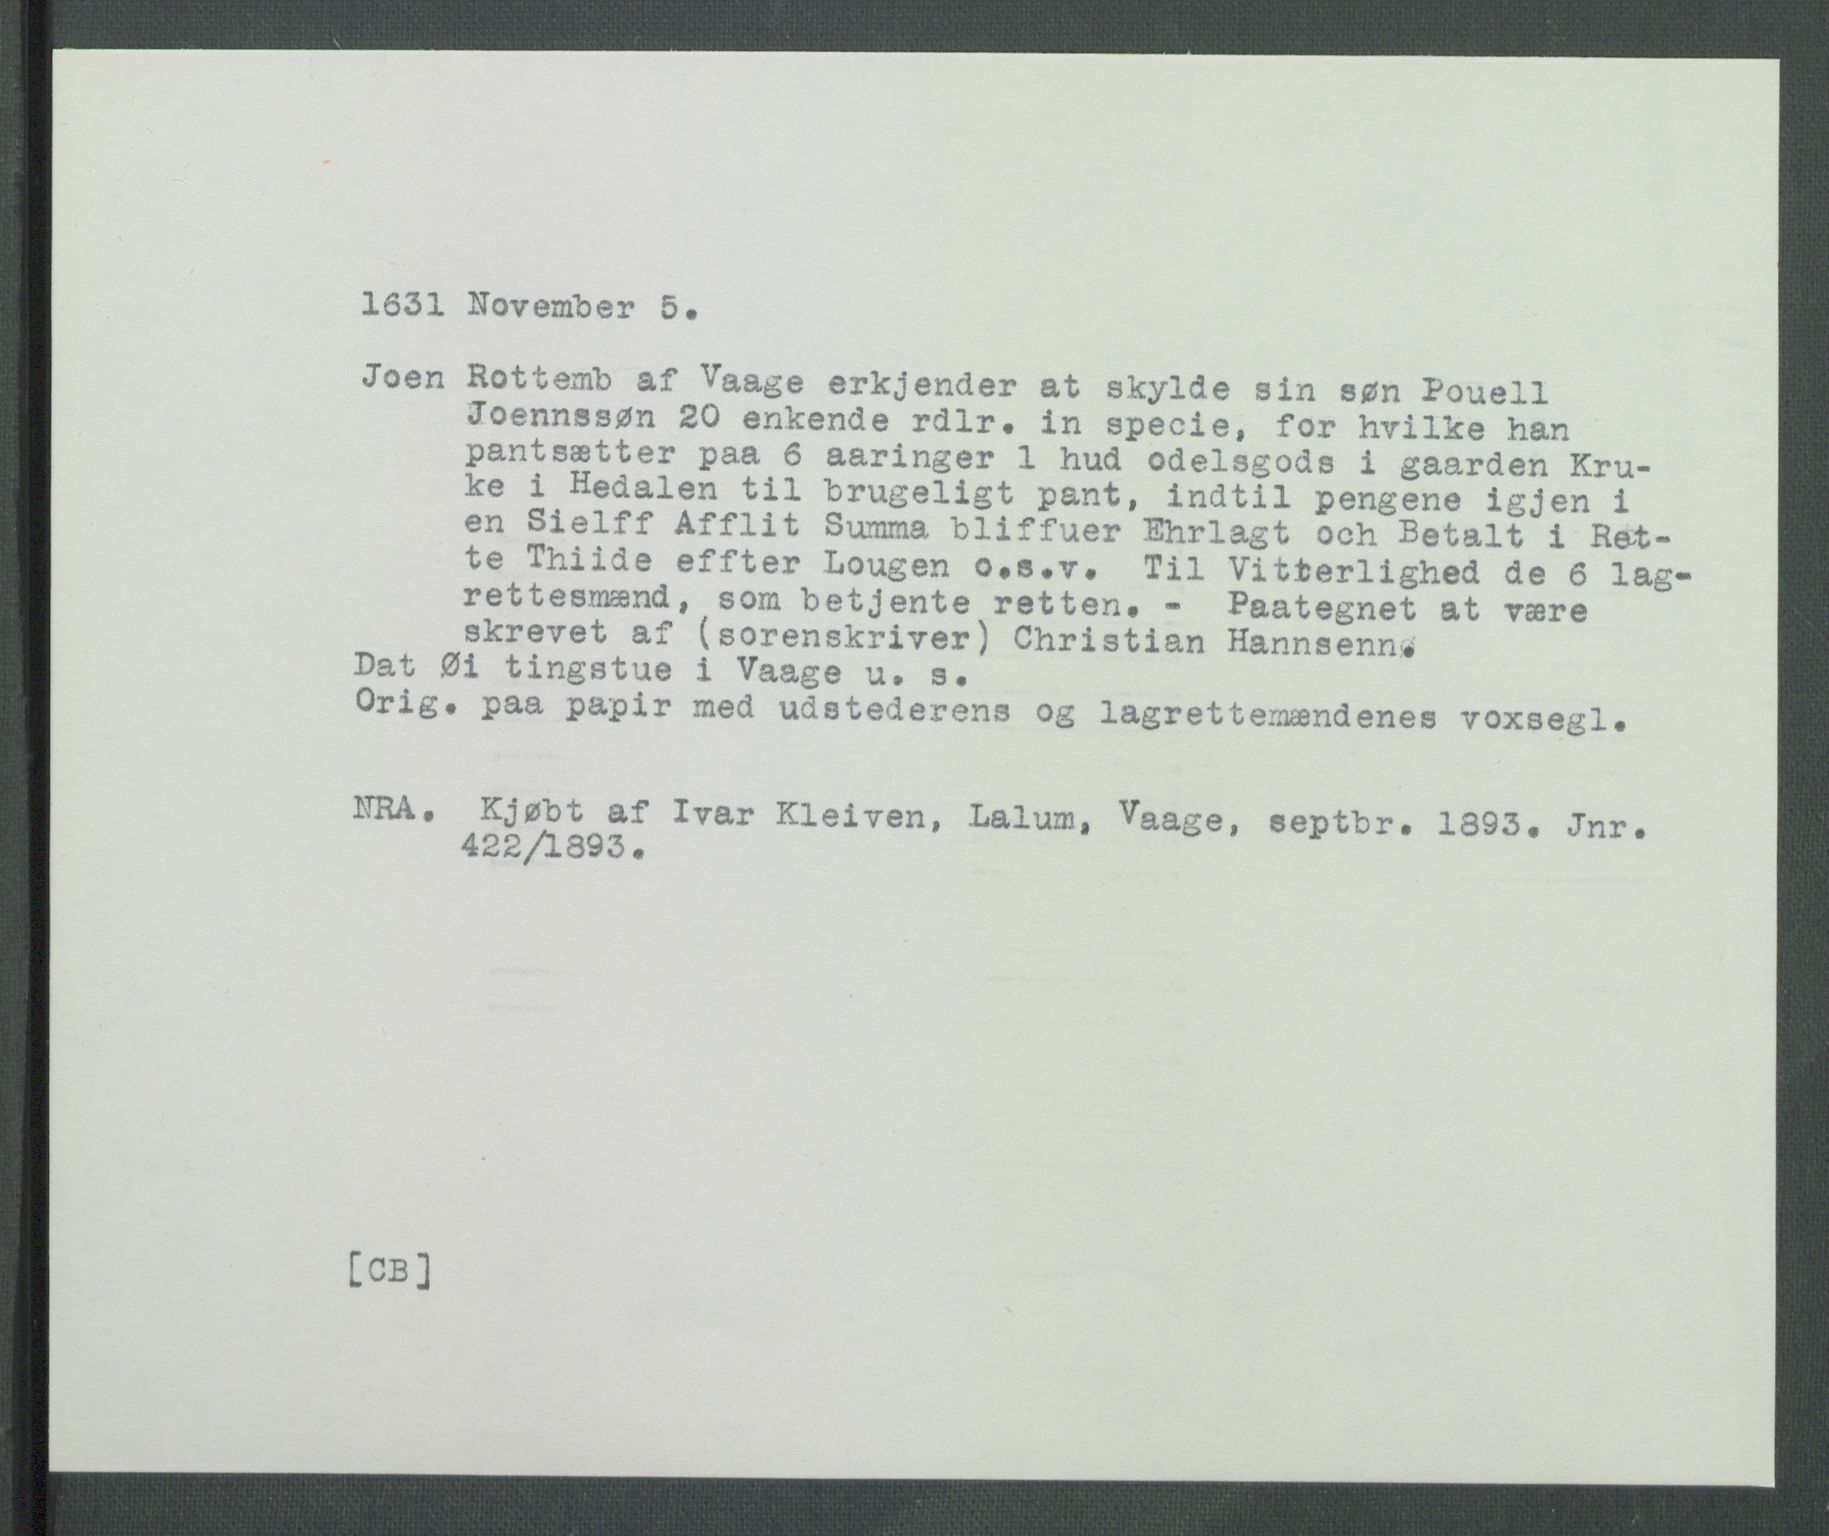 1631 November 5.
Joen Rottemb af Vaage erkjender at skylde sin søn Pouell
Joennssøn 20 enkende rdlr. in specie, for hvilke han
pantsætter paa 6 aaringer 1 hud odelsgods i gaarden Kru-
ke i Hedalen til brugeligt pant, indtil pengene igjen i
en Sielff Afflit Summa bliffuer Ehrlagt och Betalt i Ret-
te Thiide effter Lougen o.s.v. Til Vitterlighed de 6 lag-
rettesmænd, som betjente retten. - Paategnet at være
skrevet af (sorenskriver) Christian Hannsenn.
Dat Øi tingstue i Vaage u. s.
Orig. paa papir med udstederens og lagrettemændenes voxsegl.
NRA. Kjøbt af Ivar Kleiven, Lalum, Vaage, septbr. 1893. Jnr.
422/1893.
[CB]